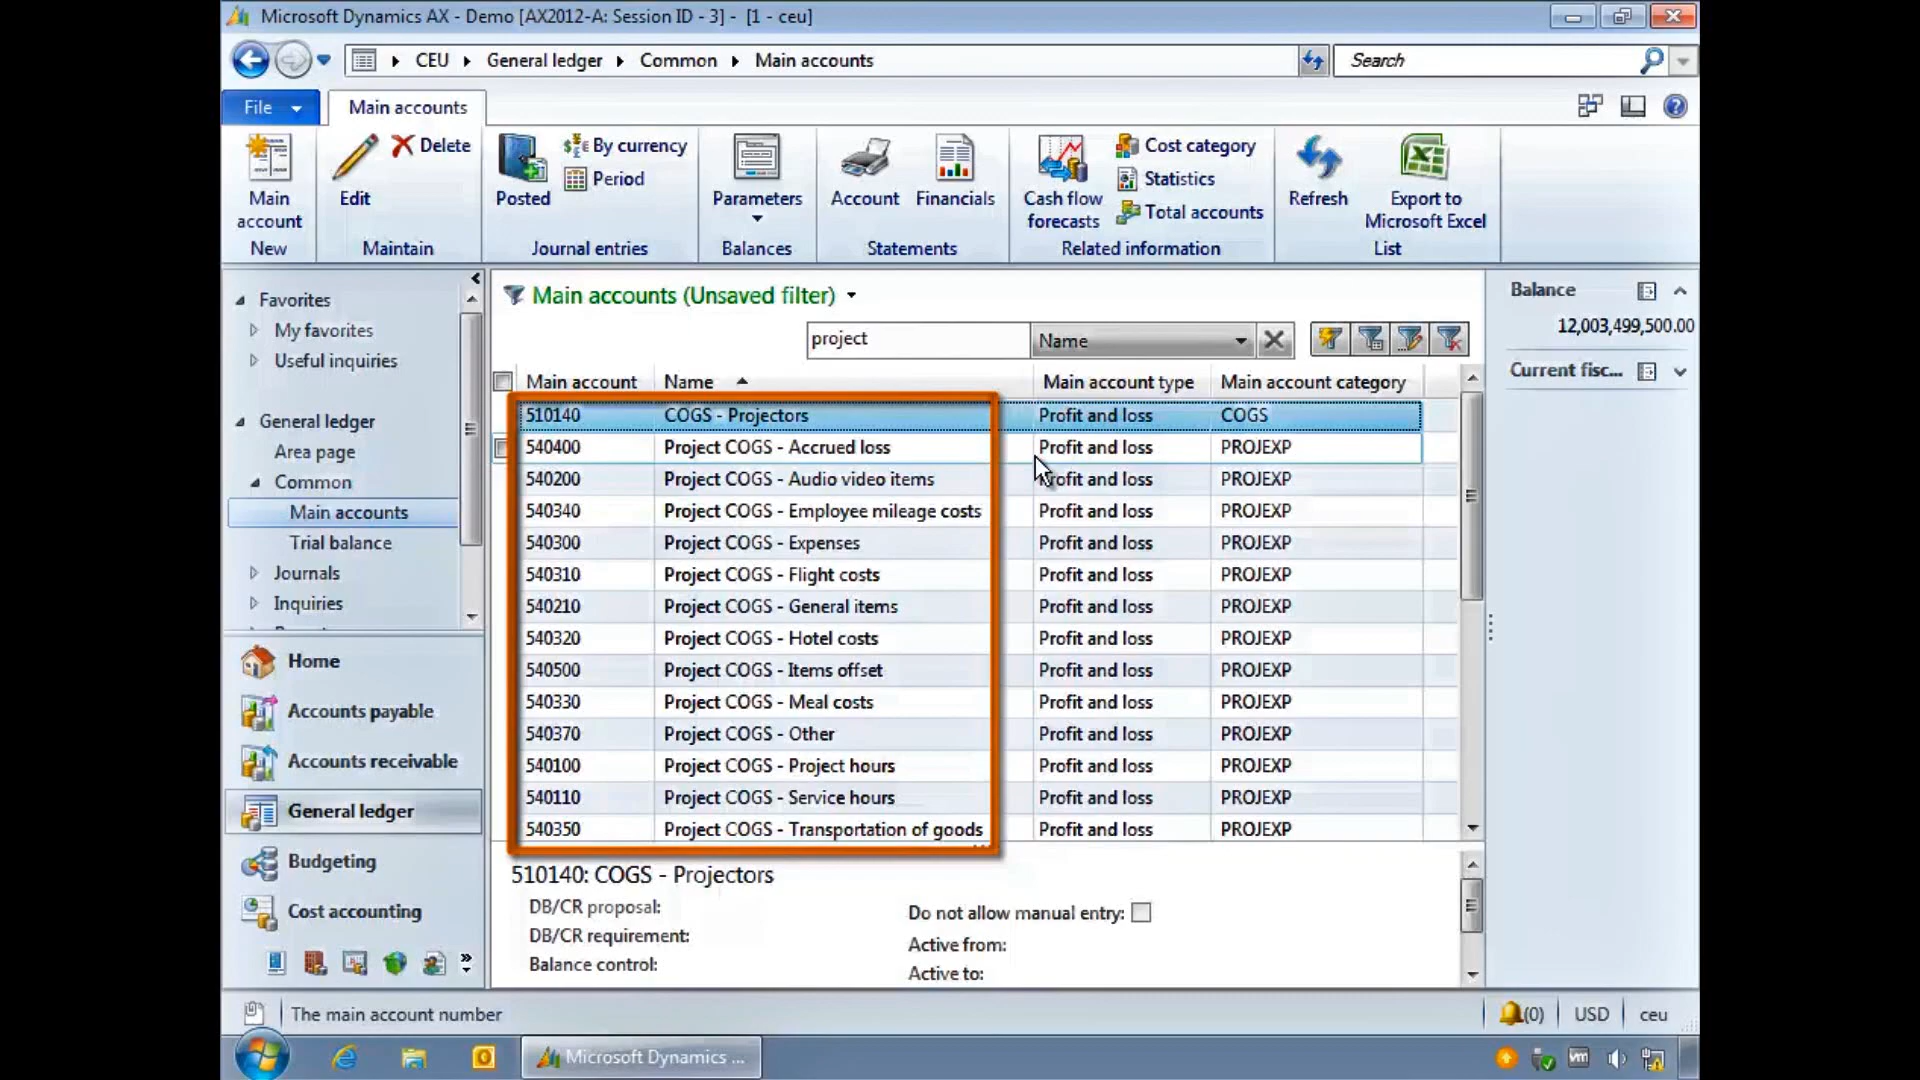 Microsoft Dynamics AX - Demo [AX2012-A: Session ID - 3] - [1 - ceu]
CEU General ledger Common Main accounts
Search
File
Main accounts
Main account
New
Edit
Delete
Maintain
Posted
By currency
Period
Journal entries
Parameters
Balances
Account
Financials
Statements
Cash flow forecasts
Cost category
Statistics
Total accounts
Related information
Refresh
Export to Microsoft Excel
List
Favorites
My favorites
Useful inquiries
General ledger
Area page
Common
Main accounts
Trial balance
Journals
Inquiries
Home
Accounts payable
Accounts receivable
General ledger
Budgeting
Cost accounting
Main accounts (Unsaved filter)
project Name
Main account Name Main account type Main account category
510140 COGS - Projectors Profit and loss COGS
540400 Project COGS - Accrued loss Profit and loss PROJEXP
540200 Project COGS - Audio video items Profit and loss PROJEXP
540340 Project COGS - Employee mileage costs Profit and loss PROJEXP
540300 Project COGS - Expenses Profit and loss PROJEXP
540310 Project COGS - Flight costs Profit and loss PROJEXP
540210 Project COGS - General items Profit and loss PROJEXP
540320 Project COGS - Hotel costs Profit and loss PROJEXP
540500 Project COGS - Items offset Profit and loss PROJEXP
540330 Project COGS - Meal costs Profit and loss PROJEXP
540370 Project COGS - Other Profit and loss PROJEXP
540100 Project COGS - Project hours Profit and loss PROJEXP
540110 Project COGS - Service hours Profit and loss PROJEXP
540350 Project COGS - Transportation of goods Profit and loss PROJEXP
510140: COGS - Projectors
DB/CR proposal:
DB/CR requirement:
Balance control:
Do not allow manual entry:
Active from:
Active to:
Balance
12,003,499,500.00
Current fisc...
The main account number
(0) USD ceu
Microsoft Dynamics ...